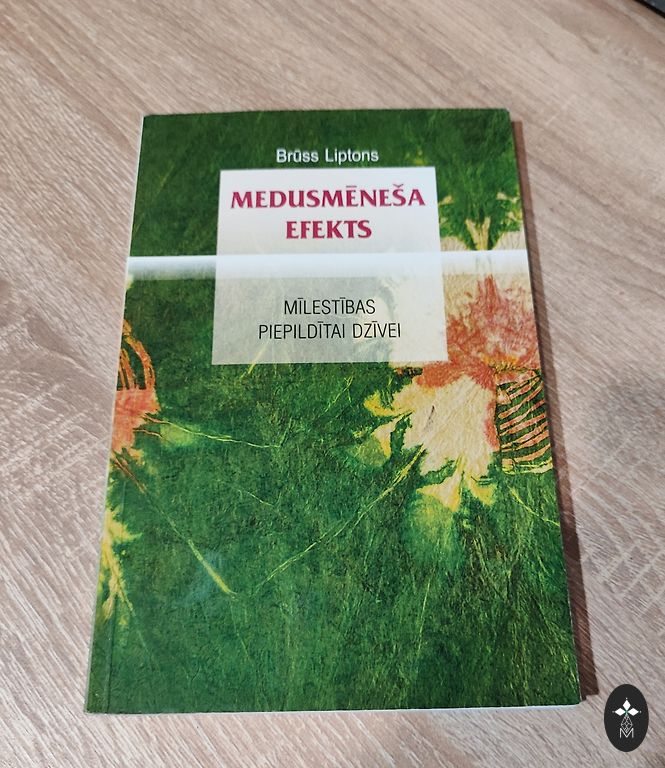 Brūss Liptons
MEDUSMĒNEŠA
EFEKTS
MĪLESTĪBAS
PIEPILDĪTAI DZĪVEI
M